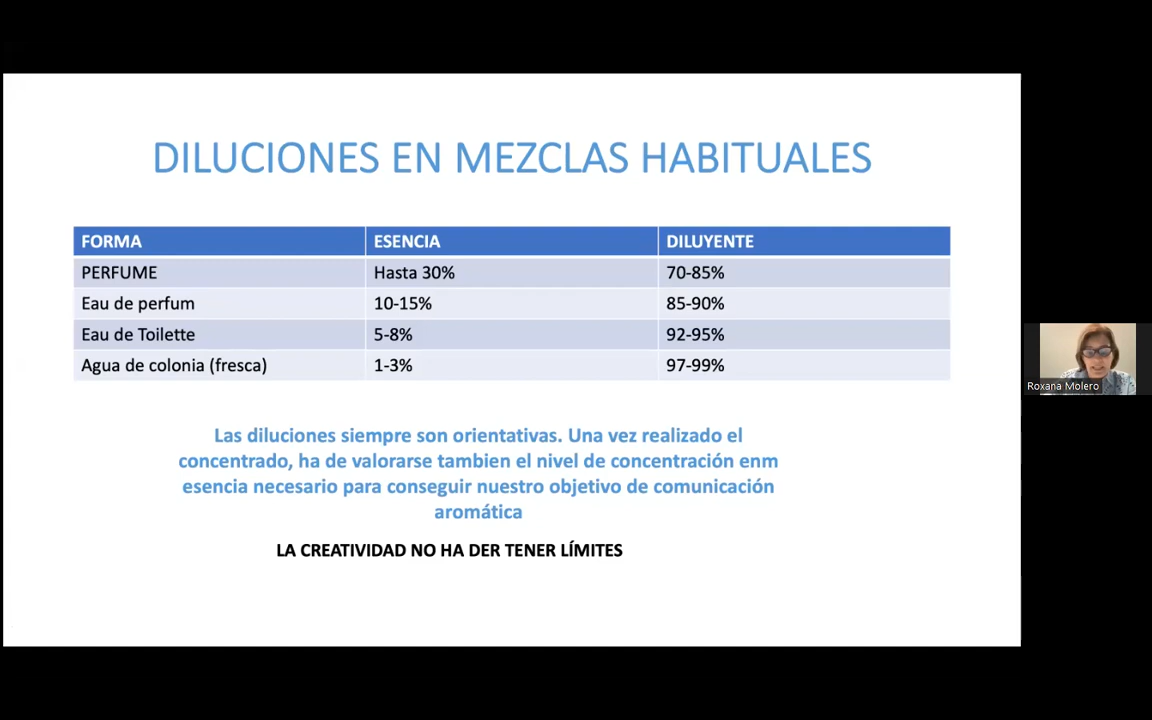 DILUCIONES EN MEZCLAS HABITUALES
FORMA ESENCIA DILUYENTE
PERFUME Hasta 30% 70-85%
Eau de perfum 10-15% 85-90%
Eau de Toilette 5-8% 92-95%
Agua de colonia (fresca) 1-3% 97-99%
Roxana Molero
Las diluciones siempre son orientativas. Una vez realizado el
concentrado, ha de valorarse tambien el nivel de concentración enm
esencia necesario para conseguir nuestro objetivo de comunicación
aromática
LA CREATIVIDAD NO HA DER TENER LÍMITES